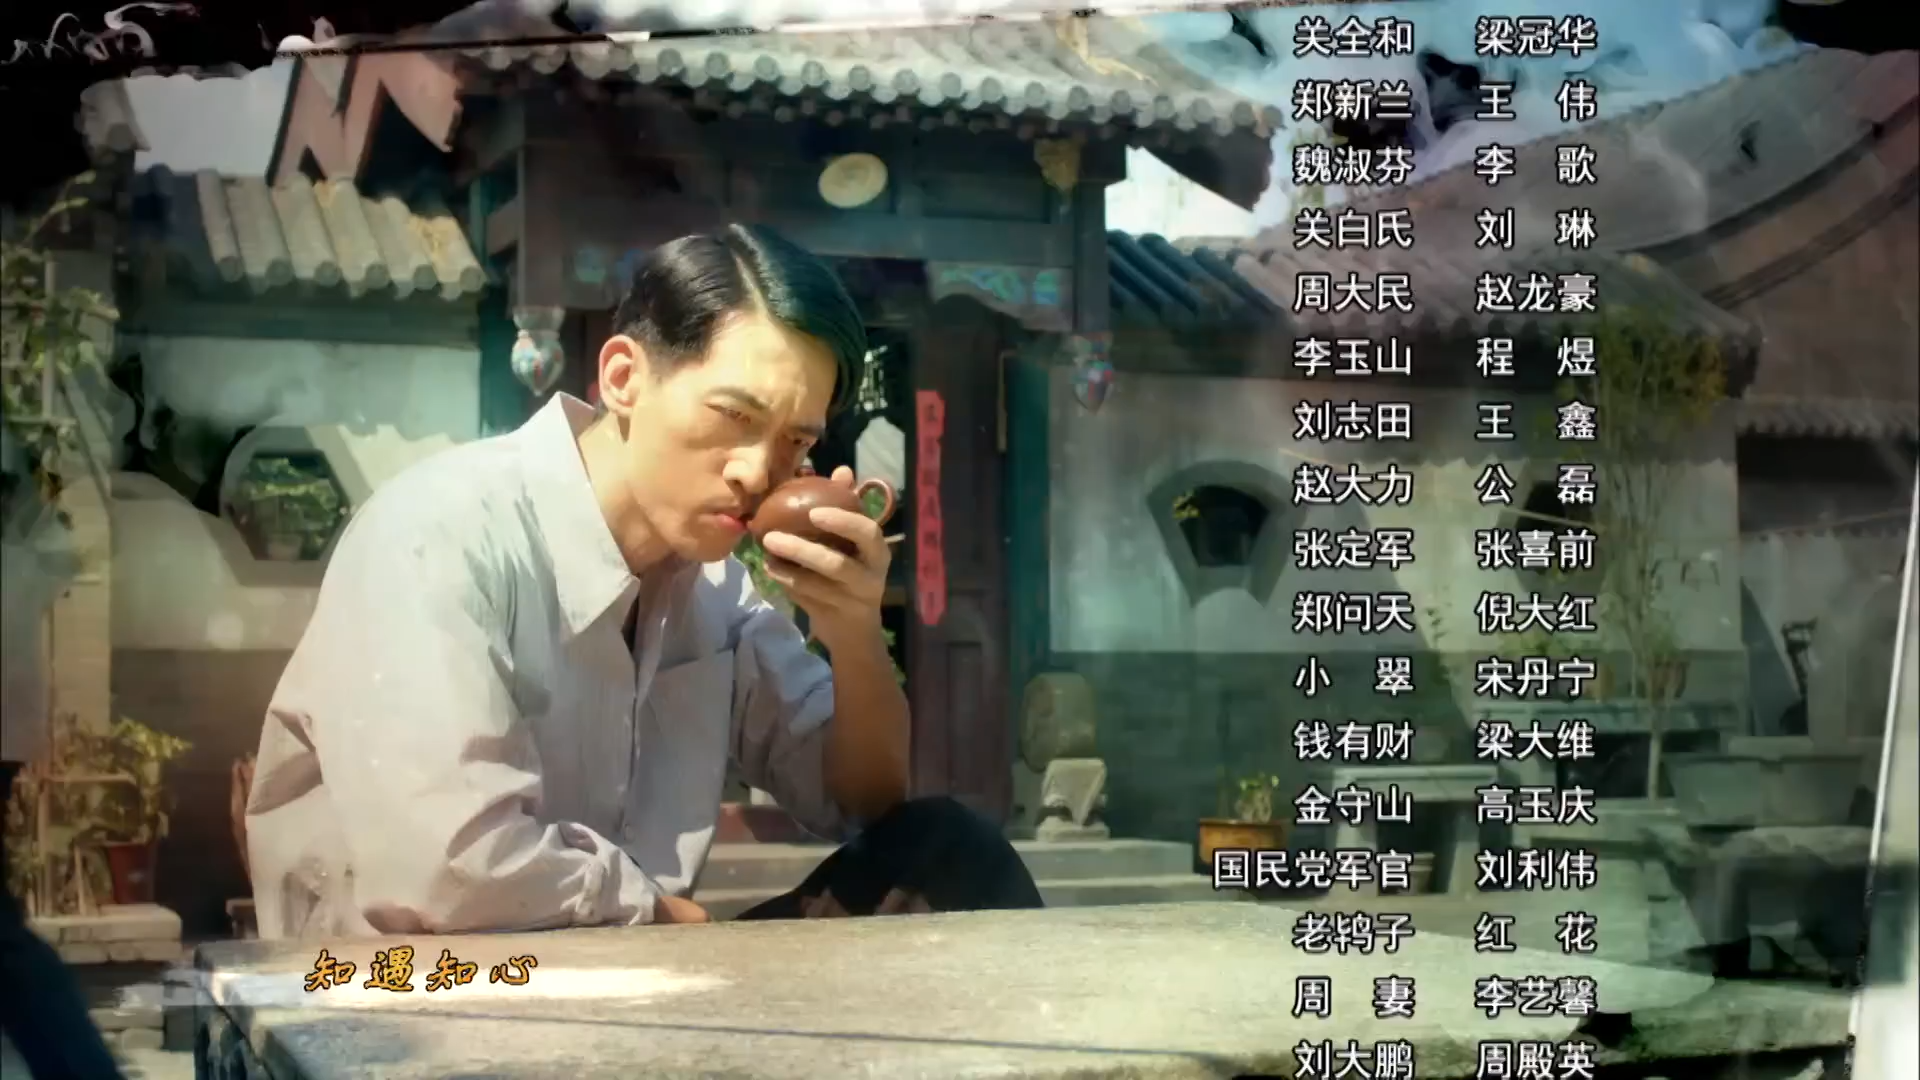 关全和 梁冠华
郑新兰 王 伟
魏淑芬 李 歌
关白氏 刘 琳
周大民 赵龙豪
李玉山 程 煜
刘志田 王 鑫
赵大力 公 磊
张定军 张喜前
郑问天 倪大红
小 翠 宋丹宁
钱有财 梁大维
金守山 高玉庆
国民党军官 刘利伟
老鸨子 红 花
周 妻 李艺馨
刘大鹏 周殿英
知遇知心